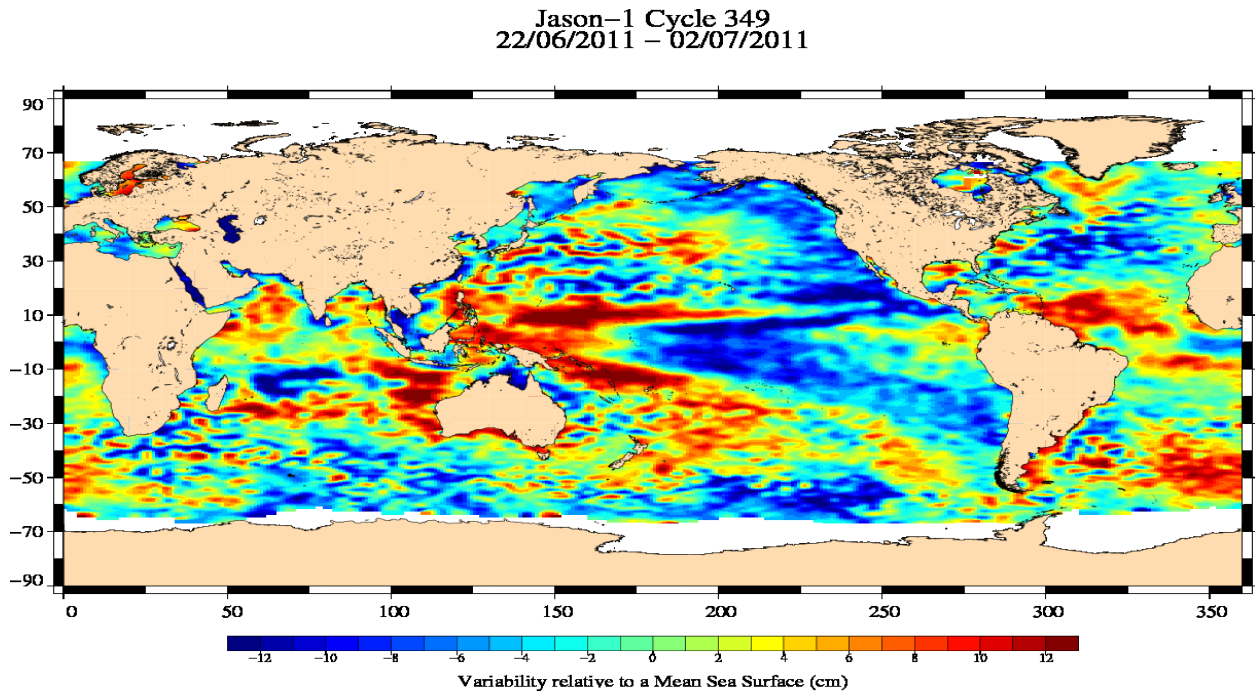 Jason−1 Cycle 349
22/06/2011 − 02/07/2011
90
70
50
30
10
−10
−30
−50
−70
−90
0 50 100 150 200 250 300 350
−12 −10 −8 −6 −4 −2 0 2 4 6 8 10 12
Variability relative to a Mean Sea Surface (cm)